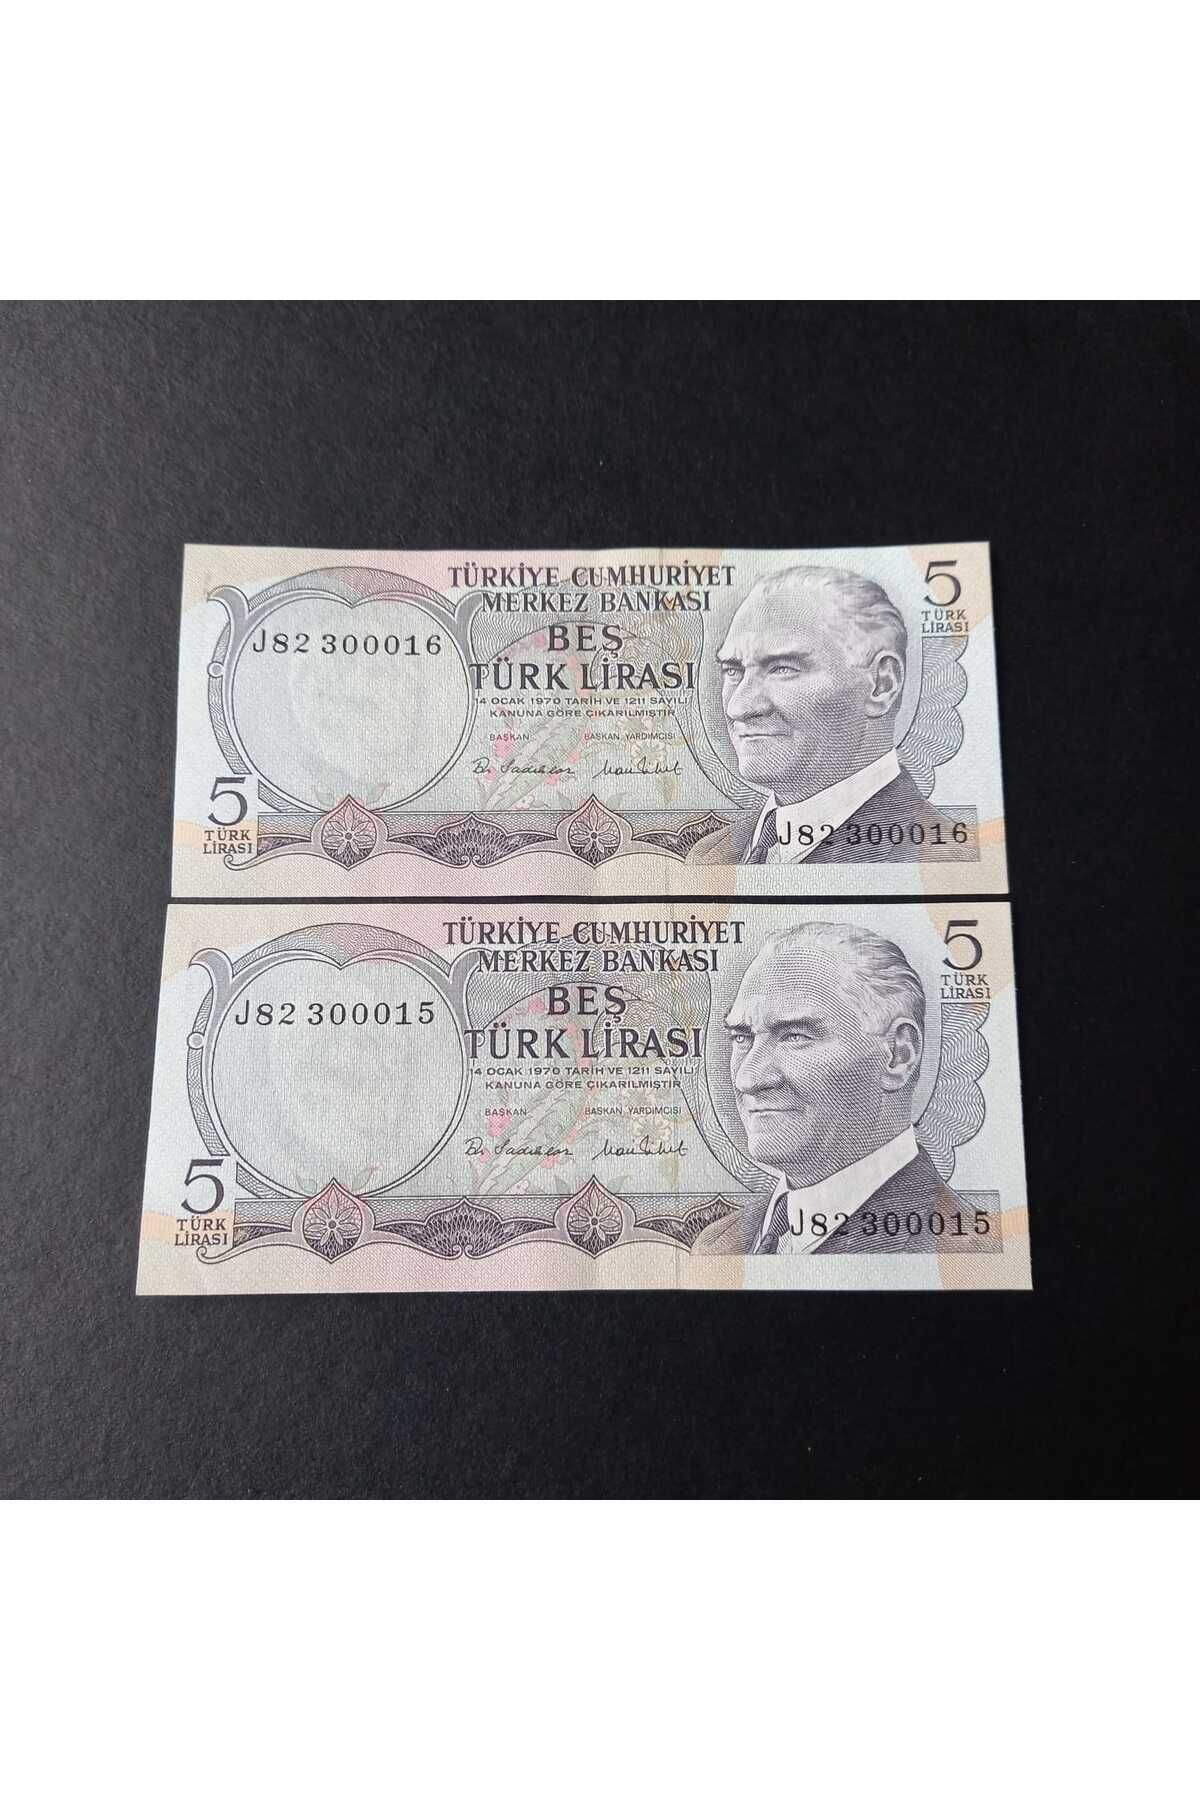 TÜRKİYE CUMHURİYET
MERKEZ BANKASI
5
TÜRK
LİRASI
J82 300016
BEŞ
TÜRK LİRASI
14 OCAK 1970 TARİH VE 1211 SAYILI
KANUNA GÖRE ÇIKARILMIŞTIR
BAŞKAN BAŞKAN YARDIMCISI
5
TÜRK
LİRASI
J82 300016
TÜRKİYE CUMHURİYET
MERKEZ BANKASI
5
TÜRK
LİRASI
J82 300015
BEŞ
TÜRK LİRASI
14 OCAK 1970 TARİH VE 1211 SAYILI
KANUNA GÖRE ÇIKARILMIŞTIR
BAŞKAN BAŞKAN YARDIMCISI
5
TÜRK
LİRASI
J82 300015